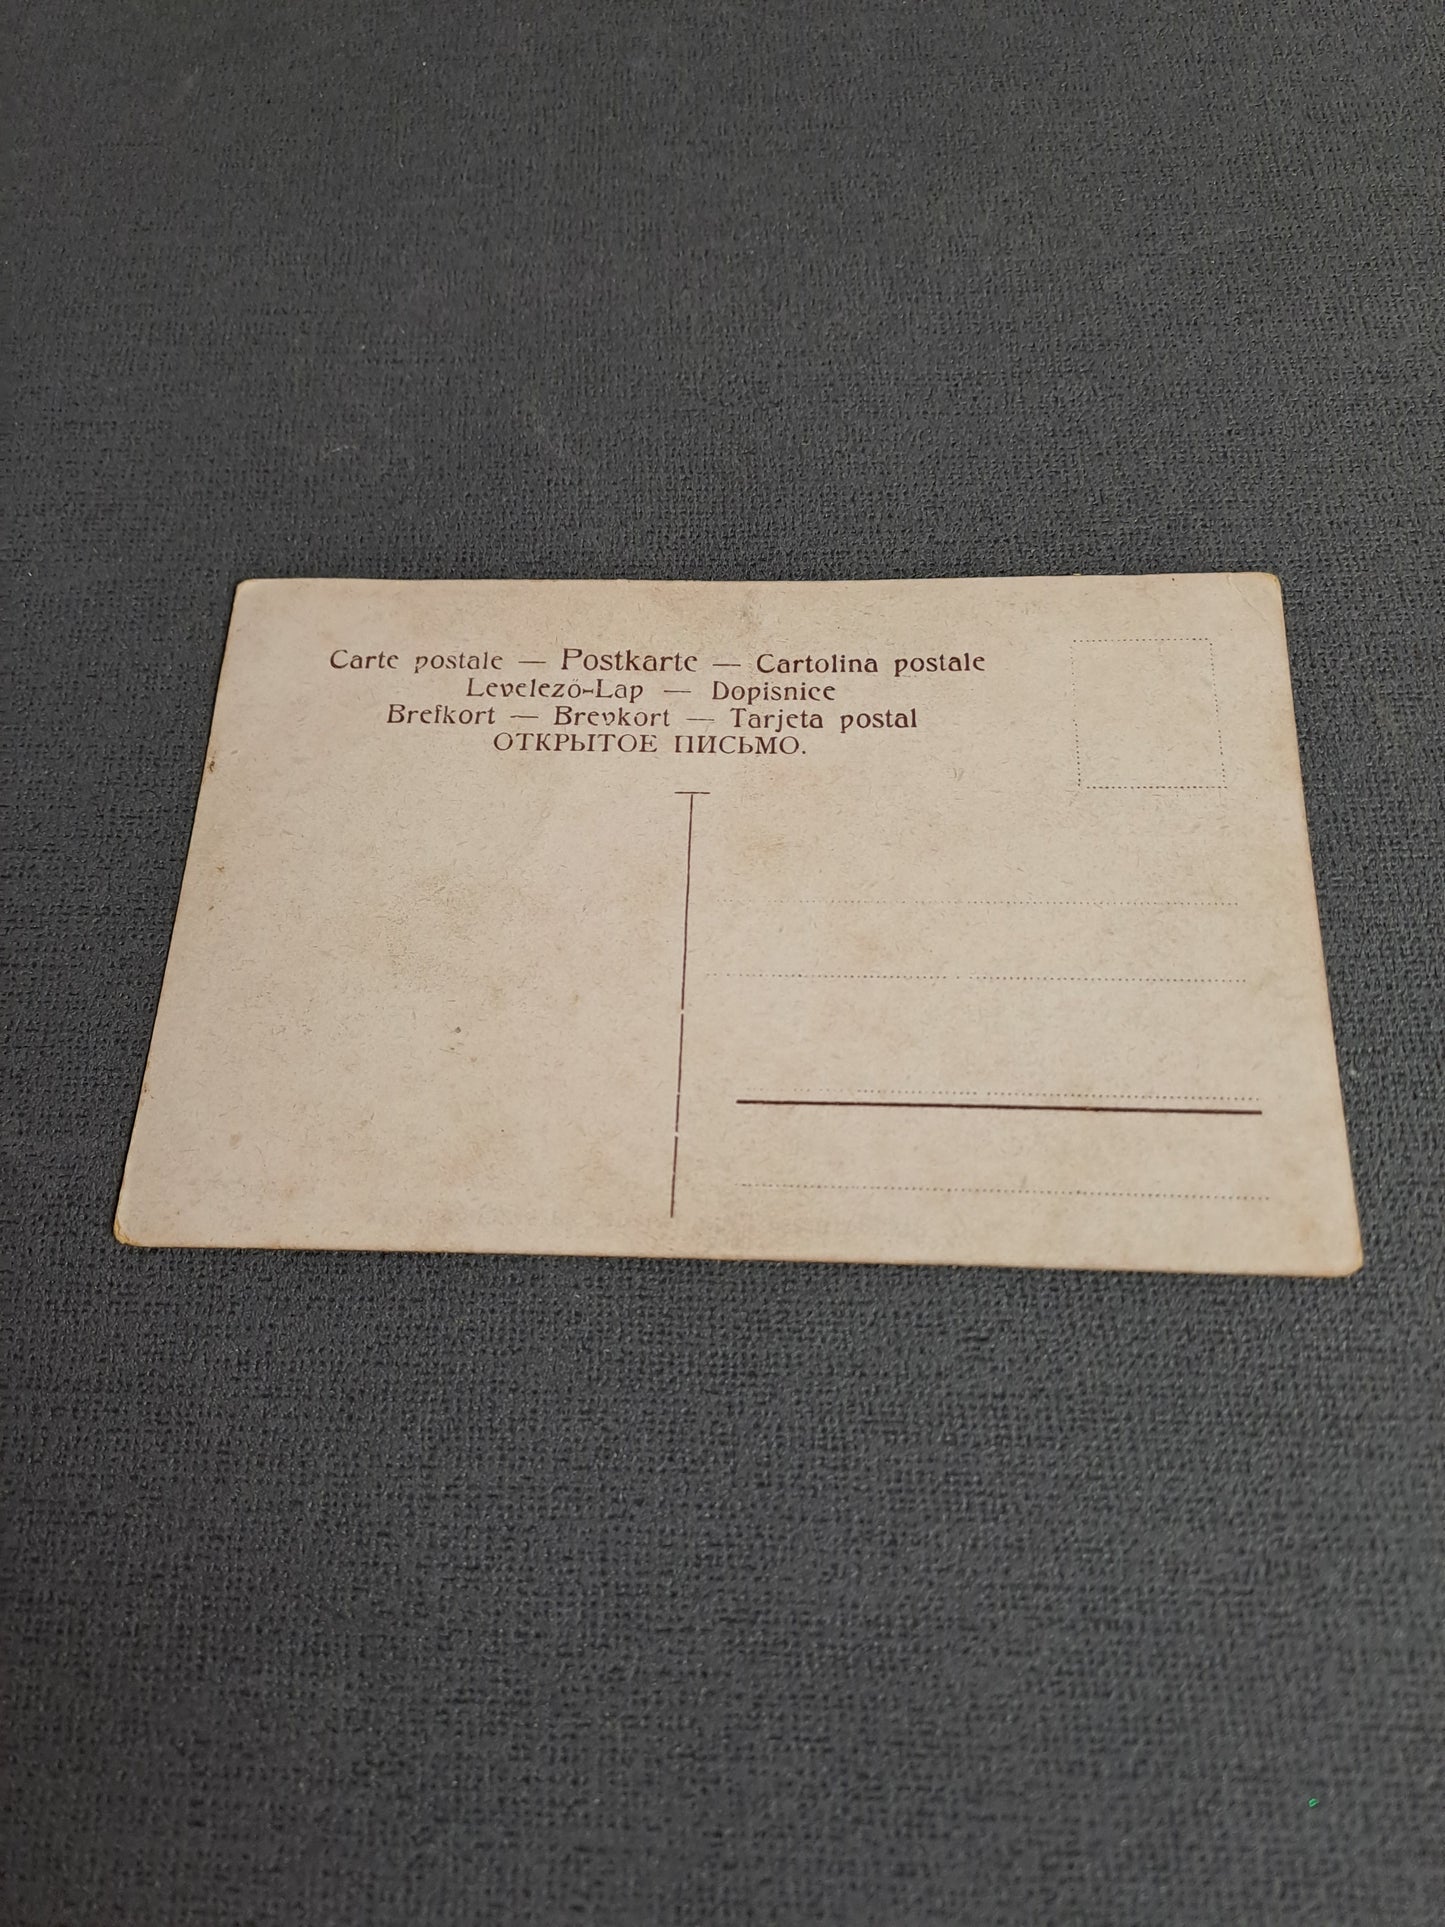 Carte postale — Postkarte — Cartolina postale
Levelező-Lap — Dopisnice
Brefkort — Brevkort — Tarjeta postal
ОТКРЫТОЕ ПИСЬМО.